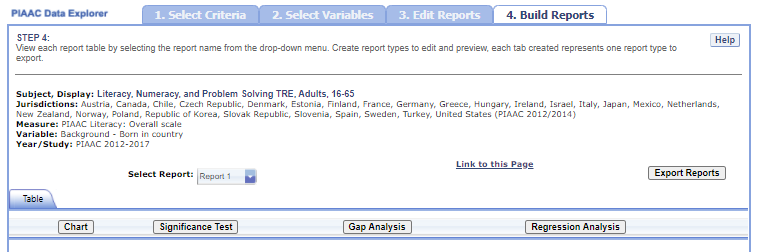 PIAAC Data Explorer
1. Select Criteria
2. Select Variables
3. Edit Reports
4. Build Reports
STEP 4:
View each report table by selecting the report name from the drop-down menu. Create report types to edit and preview, each tab created represents one report type to
export.
Help
Subject, Display: Literacy, Numeracy, and Problem Solving TRE, Adults, 16-65
Jurisdictions: Austria, Canada, Chile, Czech Republic, Denmark, Estonia, Finland, France, Germany, Greece, Hungary, Ireland, Israel, Italy, Japan, Mexico, Netherlands,
New Zealand, Norway, Poland, Republic of Korea, Slovak Republic, Slovenia, Spain, Sweden, Turkey, United States (PIAAC 2012/2014)
Measure: PIAAC Literacy: Overall scale
Variable: Background - Born in country
Year/Study: PIAAC 2012-2017
Link to this Page
Select Report: Report 1
Export Reports
Table
Chart
Significance Test
Gap Analysis
Regression Analysis